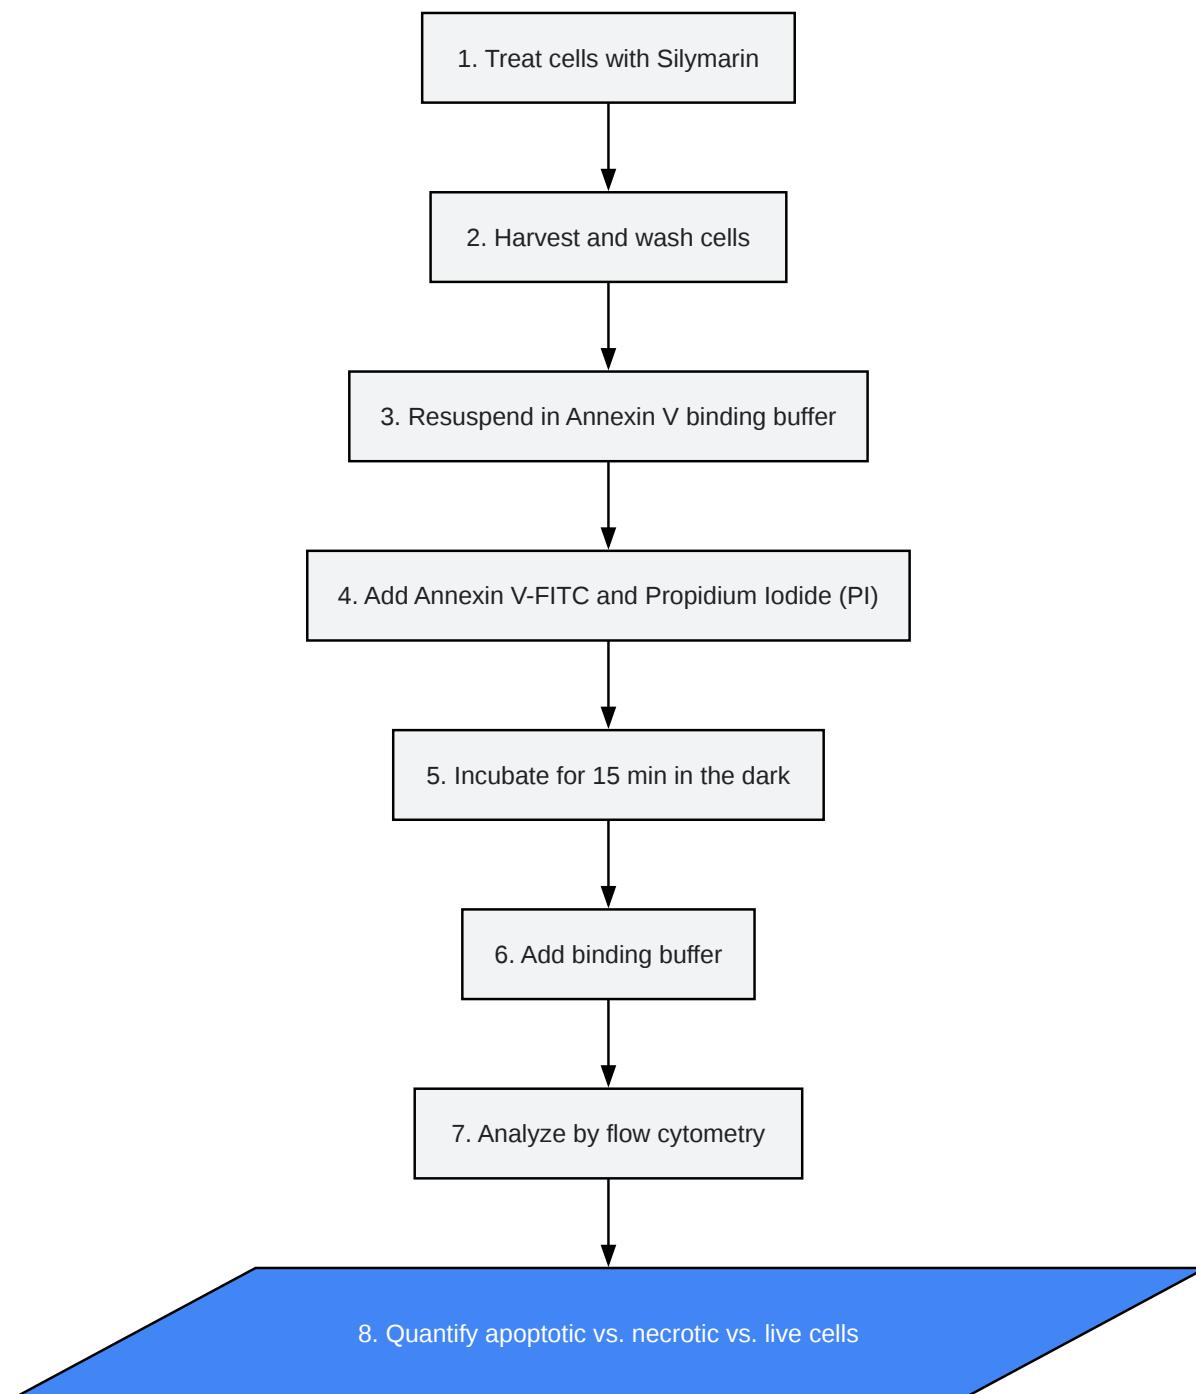 1. Treat cells with Silymarin
2. Harvest and wash cells
3. Resuspend in Annexin V binding buffer
4. Add Annexin V-FITC and Propidium Iodide (PI)
5. Incubate for 15 min in the dark
6. Add binding buffer
7. Analyze by flow cytometry
8. Quantify apoptotic vs. necrotic vs. live cells